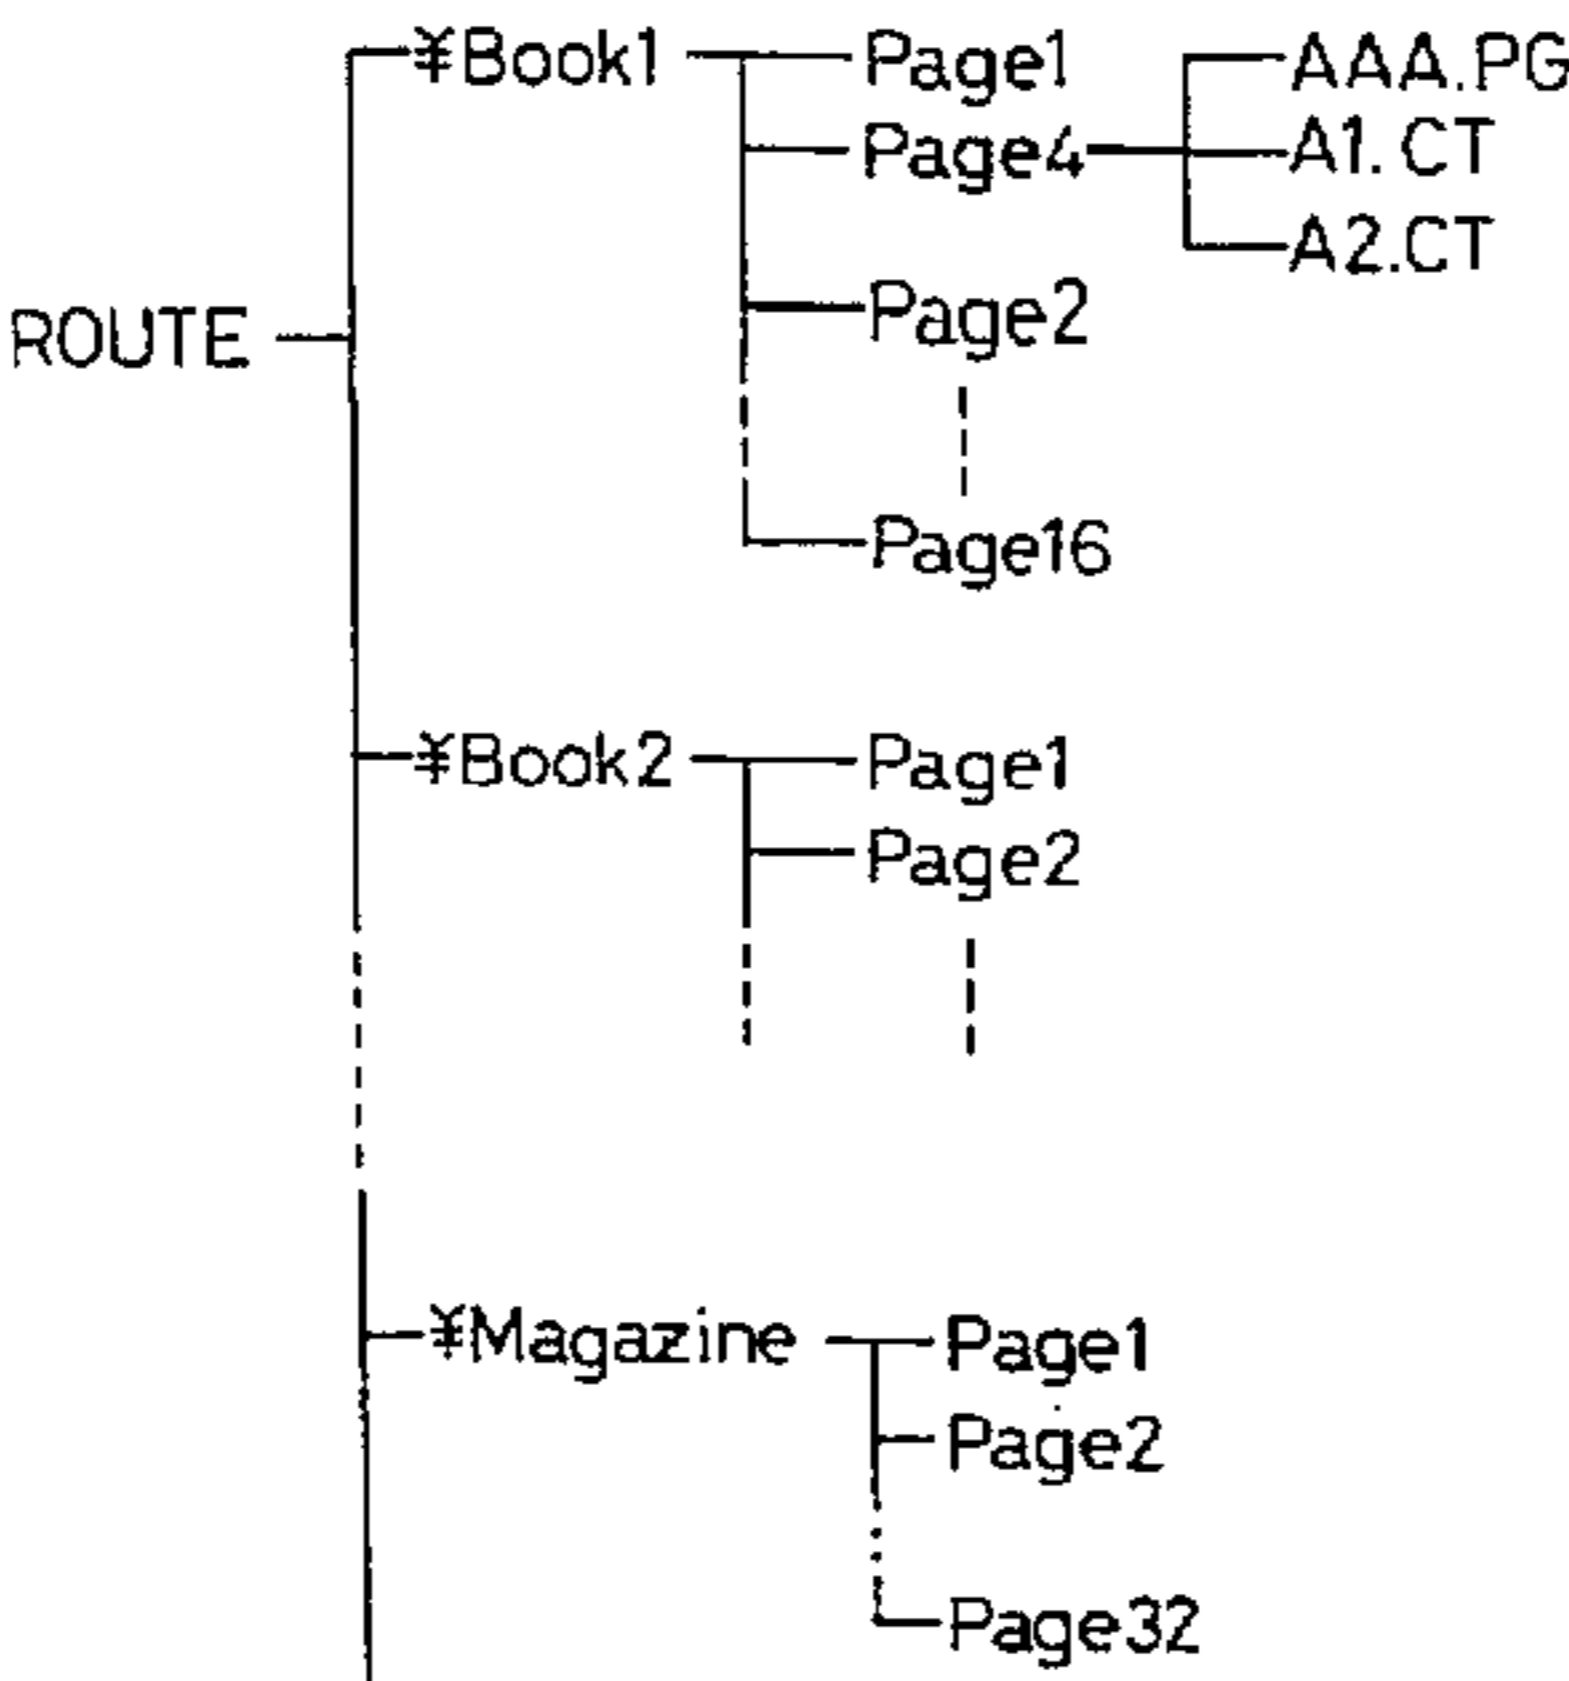 ¥Book1 Page1 AAA.PG
Page4 A1.CT
A2.CT
Page2
ROUTE
Page16
¥Book2 Page1
Page2
¥Magazine Page1
Page2
Page32